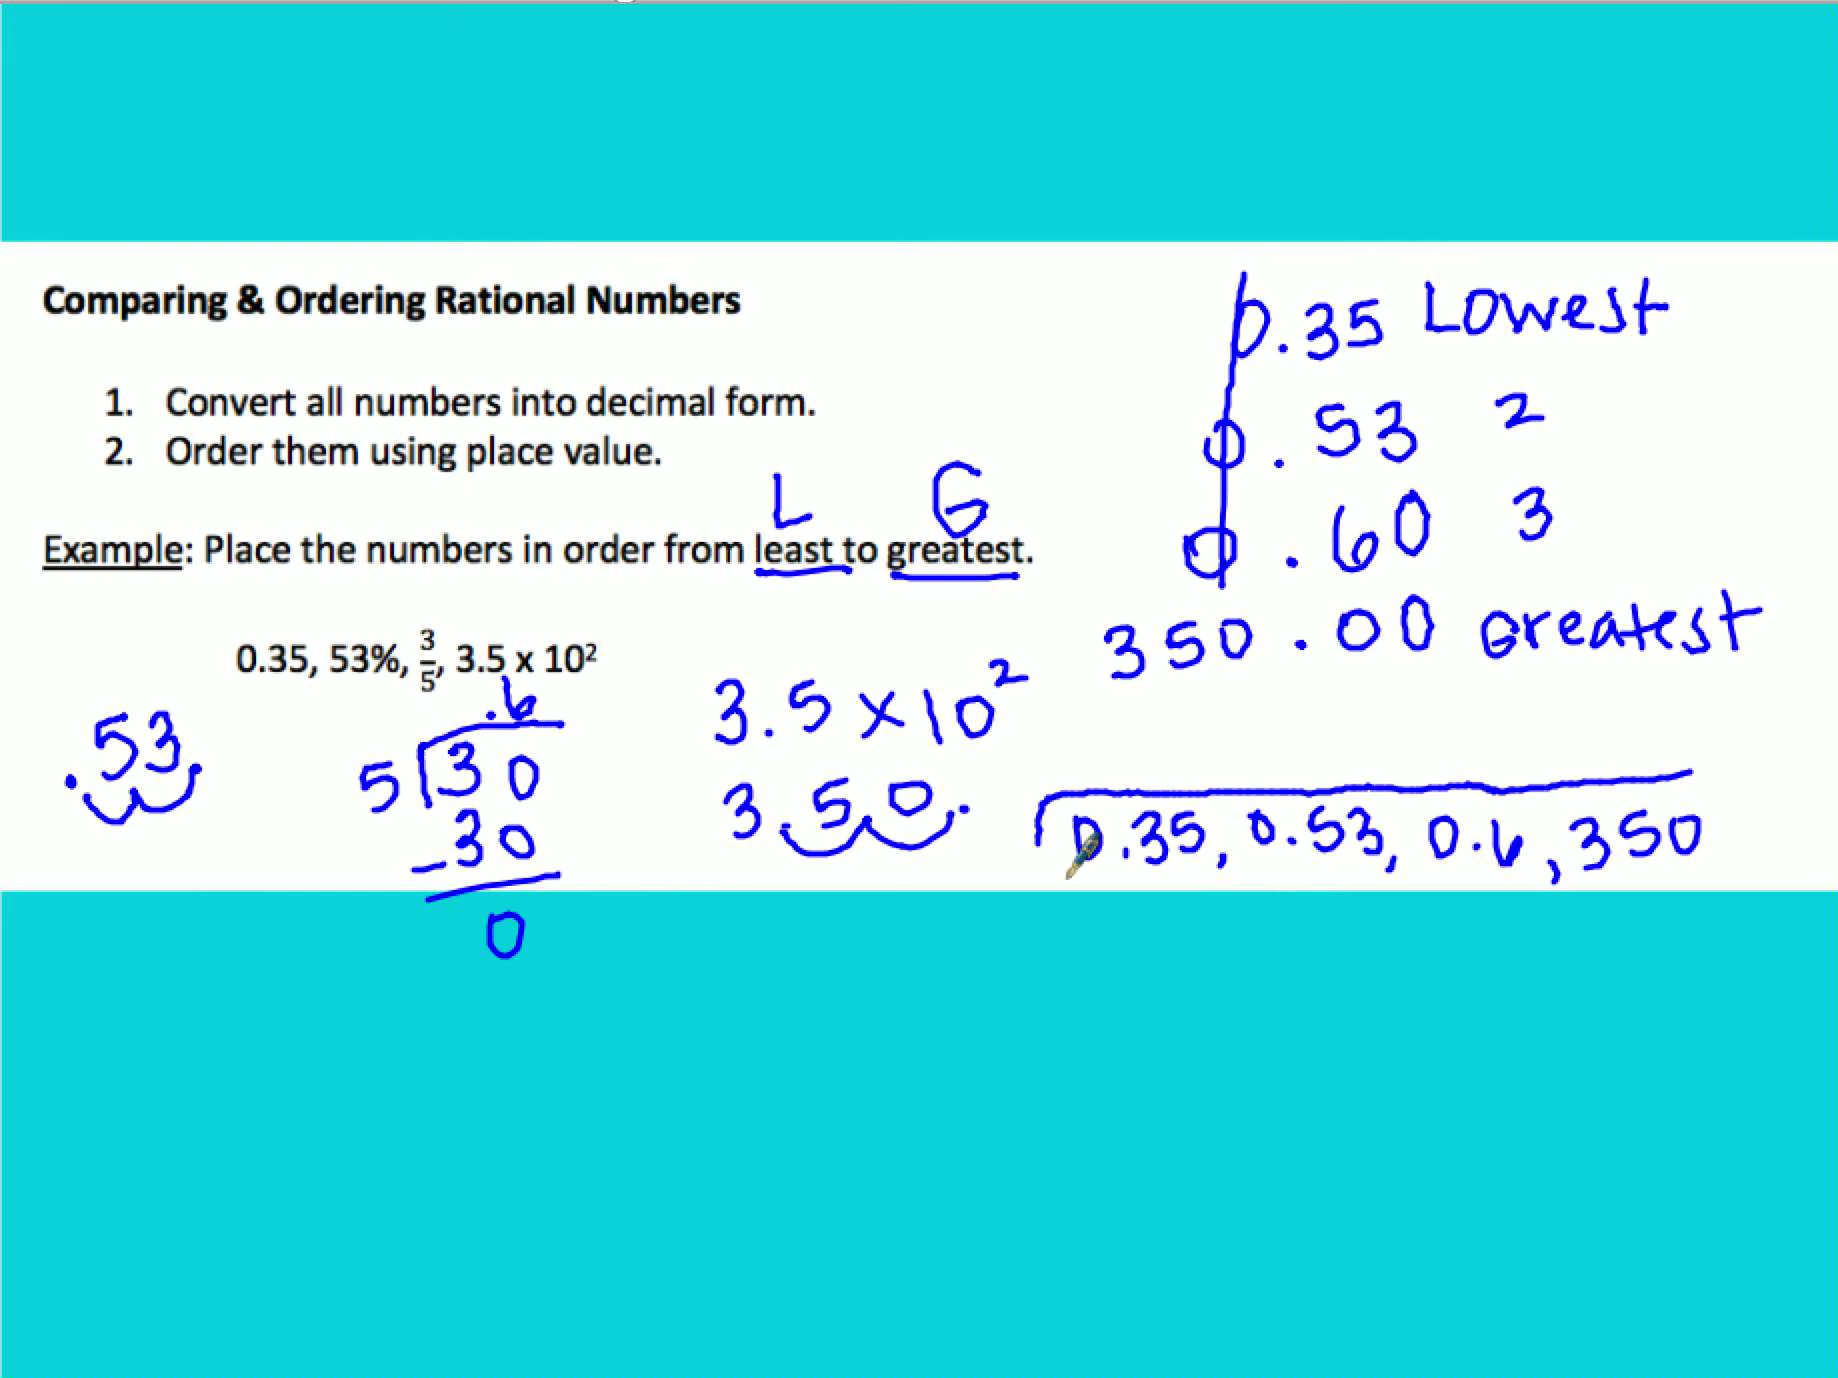 Comparing & Ordering Rational Numbers
1. Convert all numbers into decimal form.
2. Order them using place value.
L G
Example: Place the numbers in order from least to greatest.
0.35, 53%, 3/5, 3.5 x 10²
0.35 Lowest
0.53 2
0.60 3
350.00 Greatest
.53.
.6
5 30
-30
0
3.5 x 10²
3.50.
0.35, 0.53, 0.6, 350